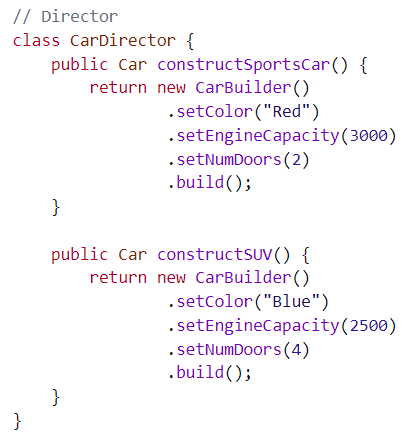 // Director
class CarDirector {
    public Car constructSportsCar() {
        return new CarBuilder()
                .setColor("Red")
                .setEngineCapacity(3000)
                .setNumDoors(2)
                .build();
    }

    public Car constructSUV() {
        return new CarBuilder()
                .setColor("Blue")
                .setEngineCapacity(2500)
                .setNumDoors(4)
                .build();
    }
}